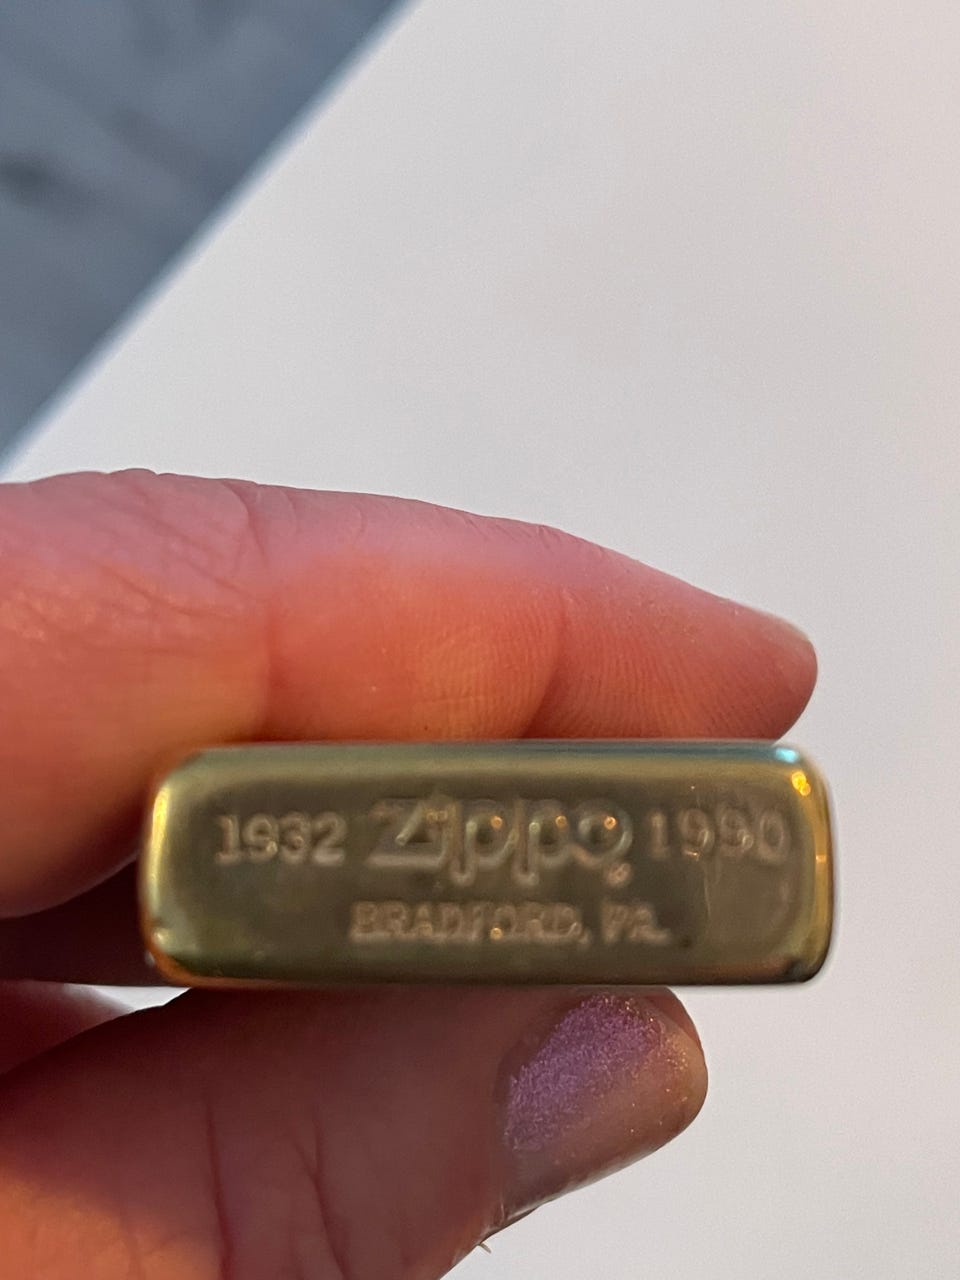 1932 Zippo 1990
BRADFORD, PA.